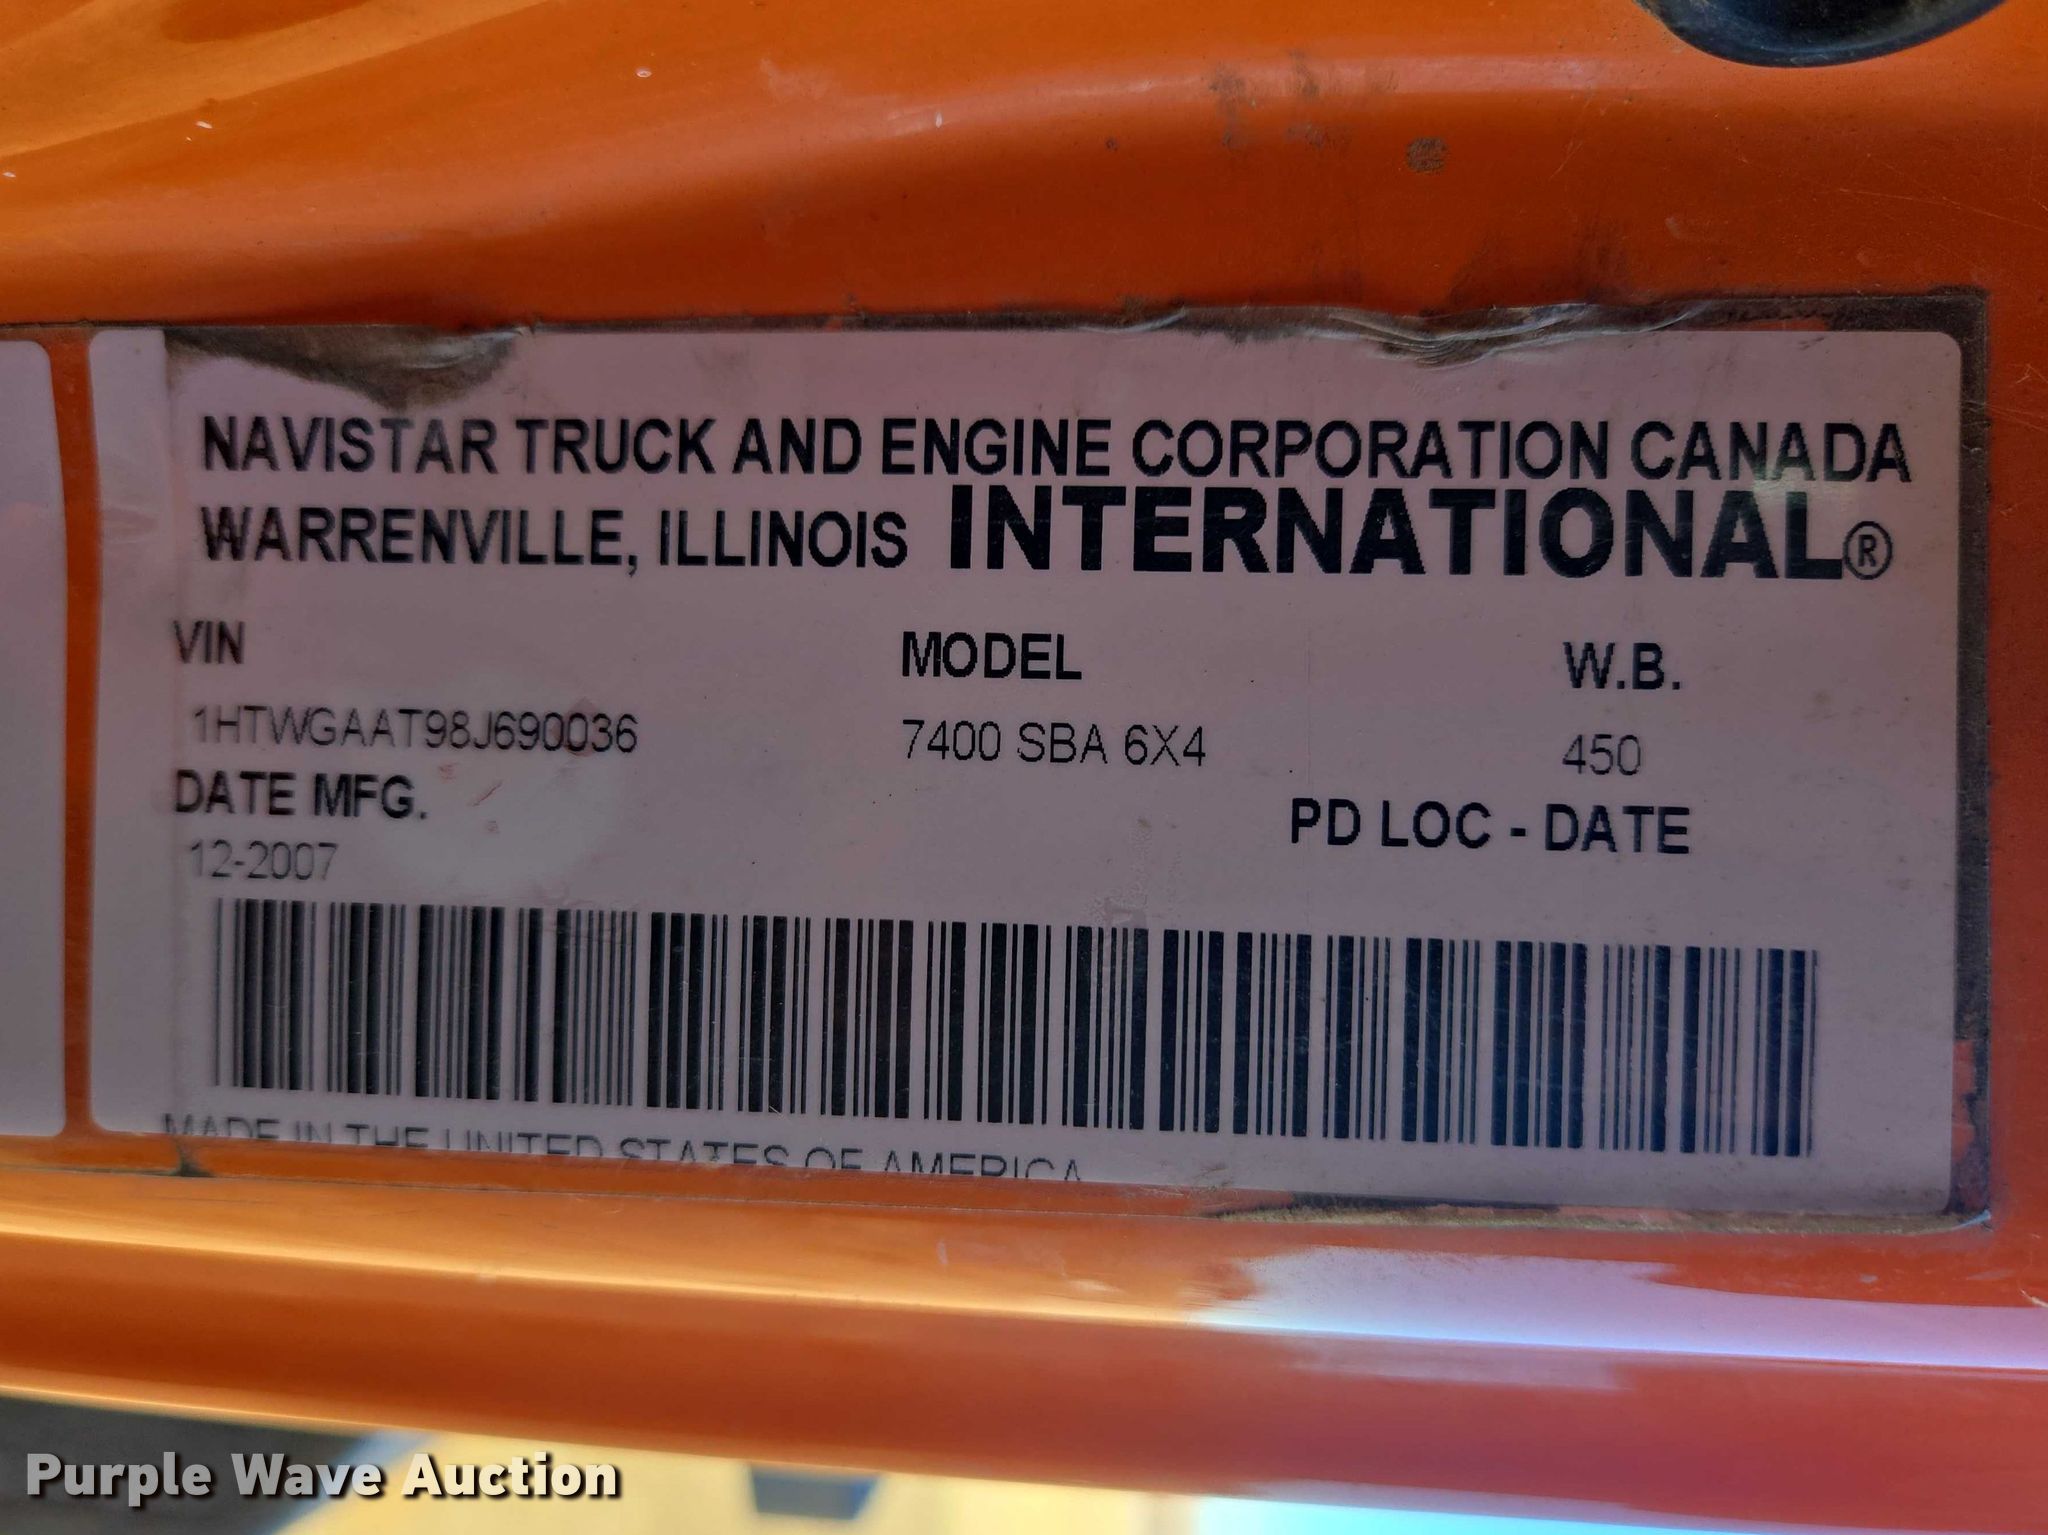 NAVISTAR TRUCK AND ENGINE CORPORATION CANADA
WARRENVILLE, ILLINOIS INTERNATIONAL®
VIN MODEL W.B.
1HTWGAAT98J690036 7400 SBA 6X4 450
DATE MFG. PD LOC - DATE
12-2007
MADE IN THE UNITED STATES OF AMERICA
Purple Wave Auction